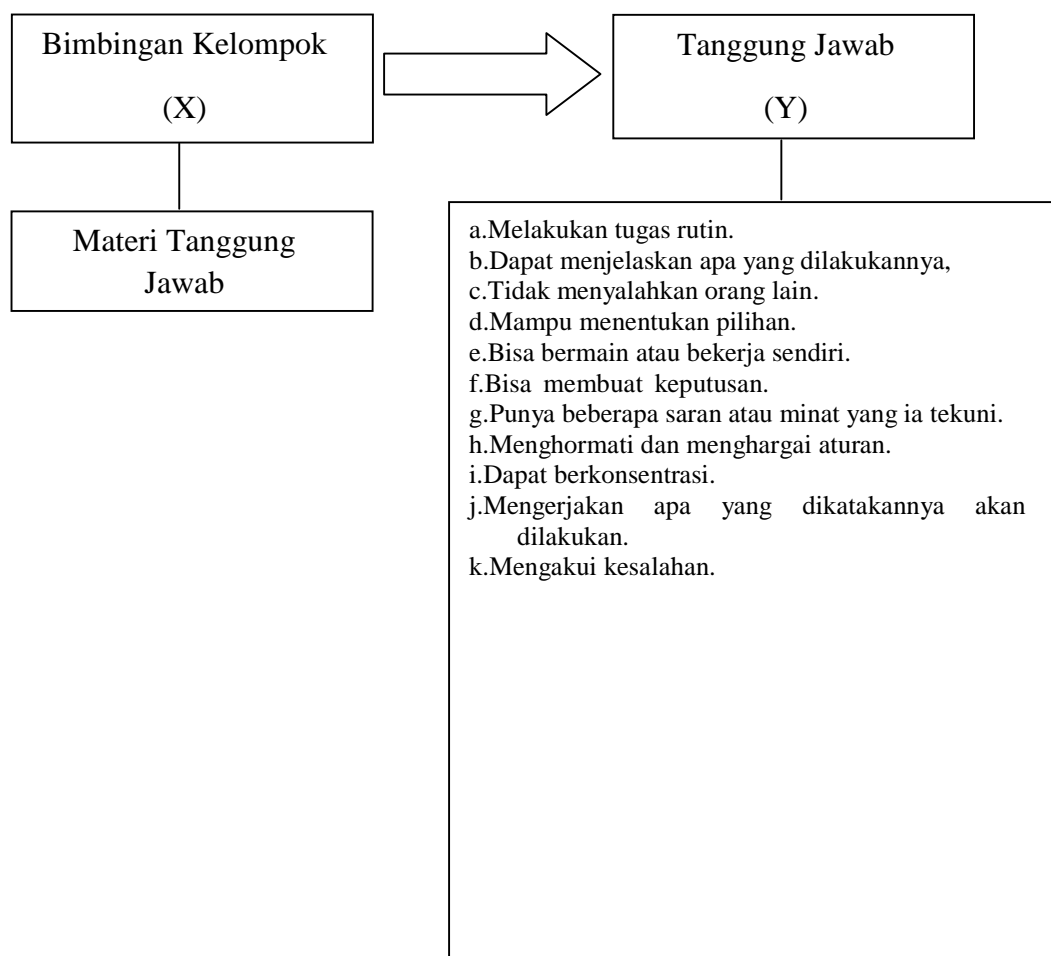 Bimbingan Kelompok
(X)
Tanggung Jawab
(Y)
Materi Tanggung
Jawab
a.Melakukan tugas rutin.
b.Dapat menjelaskan apa yang dilakukannya,
c.Tidak menyalahkan orang lain.
d.Mampu menentukan pilihan.
e.Bisa bermain atau bekerja sendiri.
f.Bisa membuat keputusan.
g.Punya beberapa saran atau minat yang ia tekuni.
h.Menghormati dan menghargai aturan.
i.Dapat berkonsentrasi.
j.Mengerjakan apa yang dikatakannya akan
dilakukan.
k.Mengakui kesalahan.